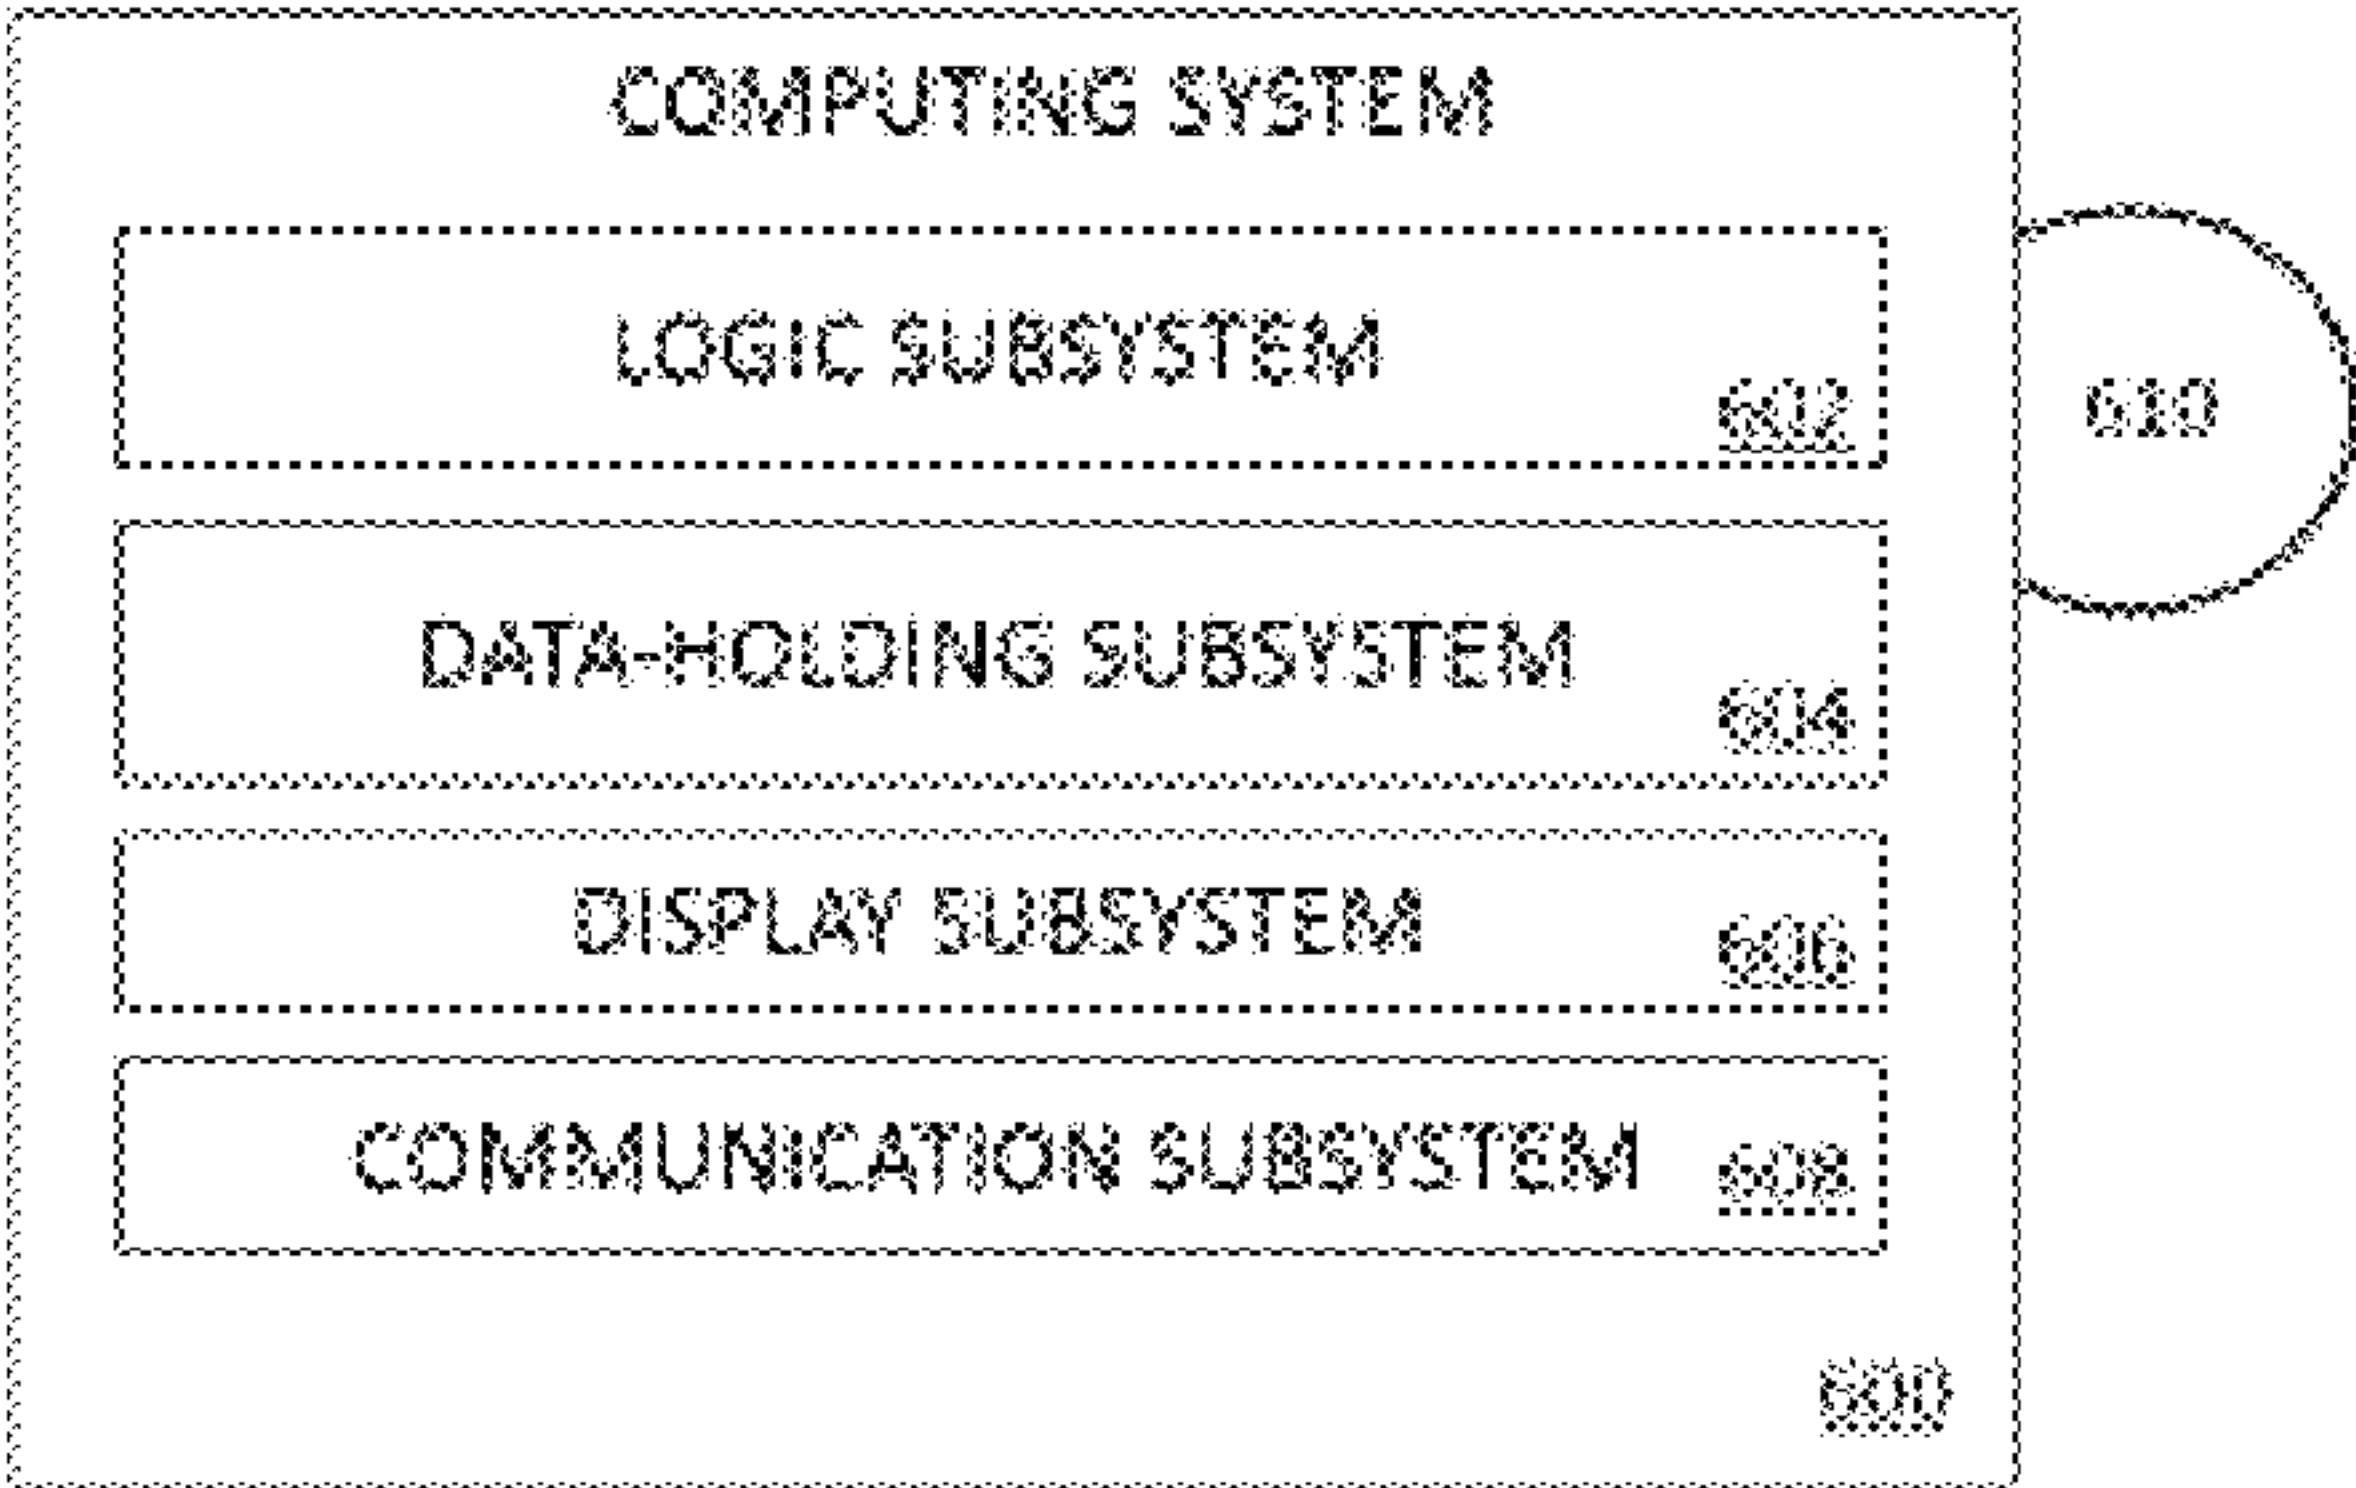 COMPUTING SYSTEM
LOGIC SUBSYSTEM
602
610
DATA-HOLDING SUBSYSTEM
604
DISPLAY SUBSYSTEM
606
COMMUNICATION SUBSYSTEM
608
600